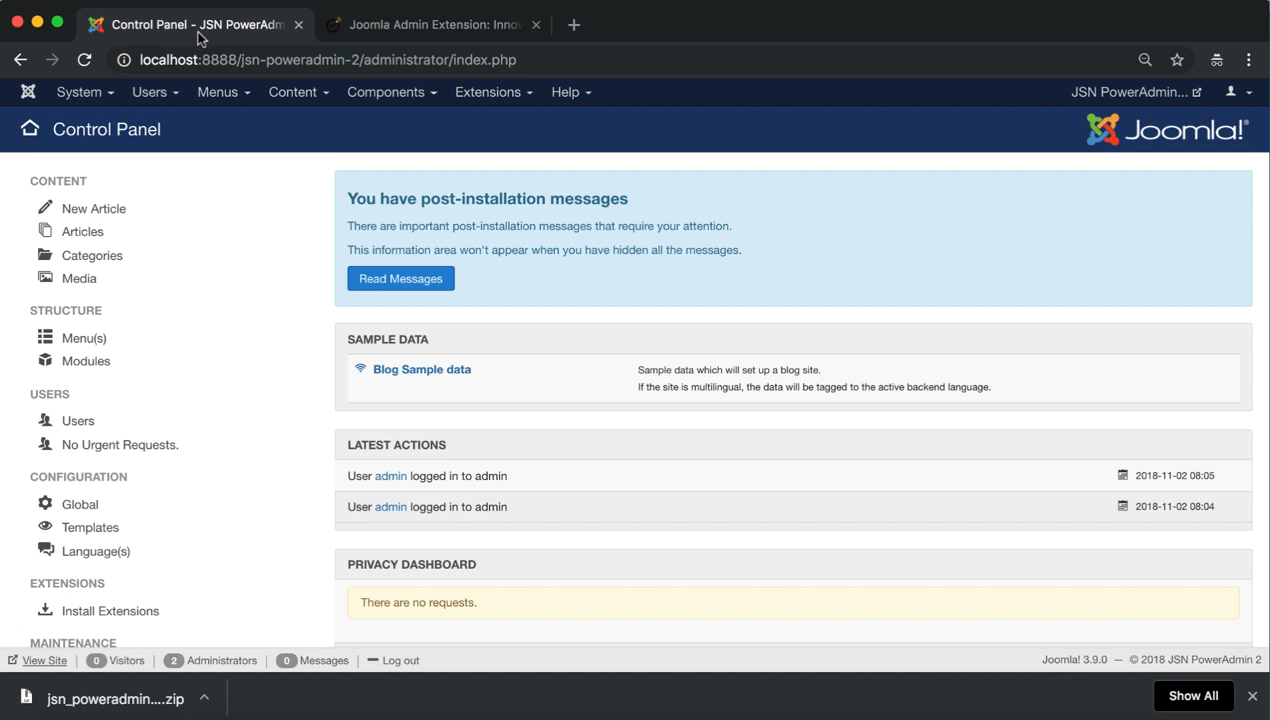 Control Panel - JSN PowerAdm
Joomla Admin Extension: Innov
localhost:8888/jsn-poweradmin-2/administrator/index.php
System Users Menus Content Components Extensions Help JSN PowerAdmin...
Control Panel
Joomla!®
CONTENT
New Article
Articles
Categories
Media
STRUCTURE
Menu(s)
Modules
USERS
Users
No Urgent Requests.
CONFIGURATION
Global
Templates
Language(s)
EXTENSIONS
Install Extensions
MAINTENANCE
You have post-installation messages
There are important post-installation messages that require your attention.
This information area won't appear when you have hidden all the messages.
Read Messages
SAMPLE DATA
Blog Sample data
Sample data which will set up a blog site.
If the site is multilingual, the data will be tagged to the active backend language.
LATEST ACTIONS
User admin logged in to admin 2018-11-02 08:05
User admin logged in to admin 2018-11-02 08:04
PRIVACY DASHBOARD
There are no requests.
View Site 0 Visitors 2 Administrators 0 Messages Log out Joomla! 3.9.0 — © 2018 JSN PowerAdmin 2
jsn_poweradmin....zip Show All